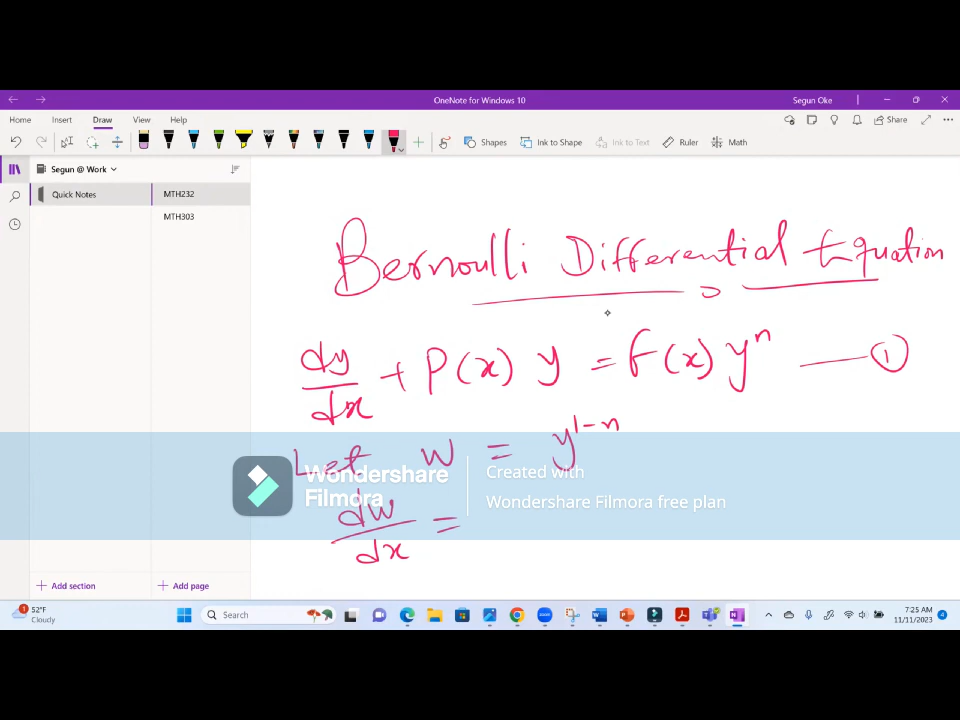 OneNote for Windows 10
Segun Oke
Home Insert Draw View Help
Share
Shapes Ink to Shape Ink to Text Ruler Math
Segun @ Work
Quick Notes MTH232
MTH303
Bernoulli Differential Equation
dy/dx + P(x) y = F(x) y^n —— ①
Let w = y^1-n
dw/dx =
Wondershare
Filmora
Created with
Wondershare Filmora free plan
Add section Add page
1 52°F
Cloudy
Search
7:25 AM
11/11/2023
4